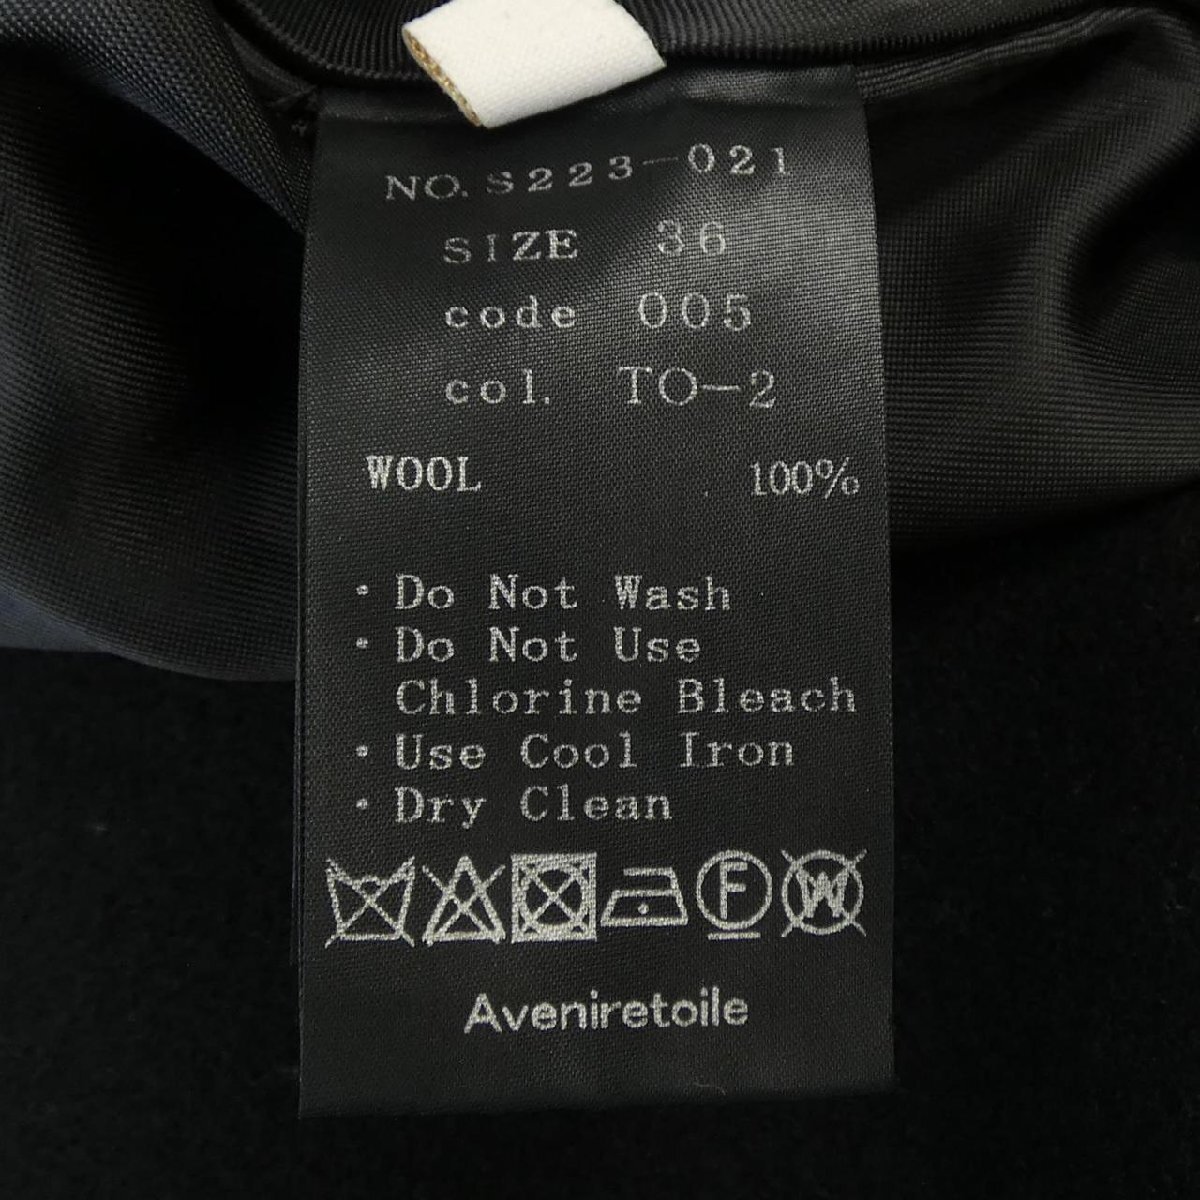 NO. S223-021
SIZE 36
code 005
col. TO-2
WOOL 100%
・Do Not Wash
・Do Not Use
Chlorine Bleach
・Use Cool Iron
・Dry Clean
F W
Aveniretoile